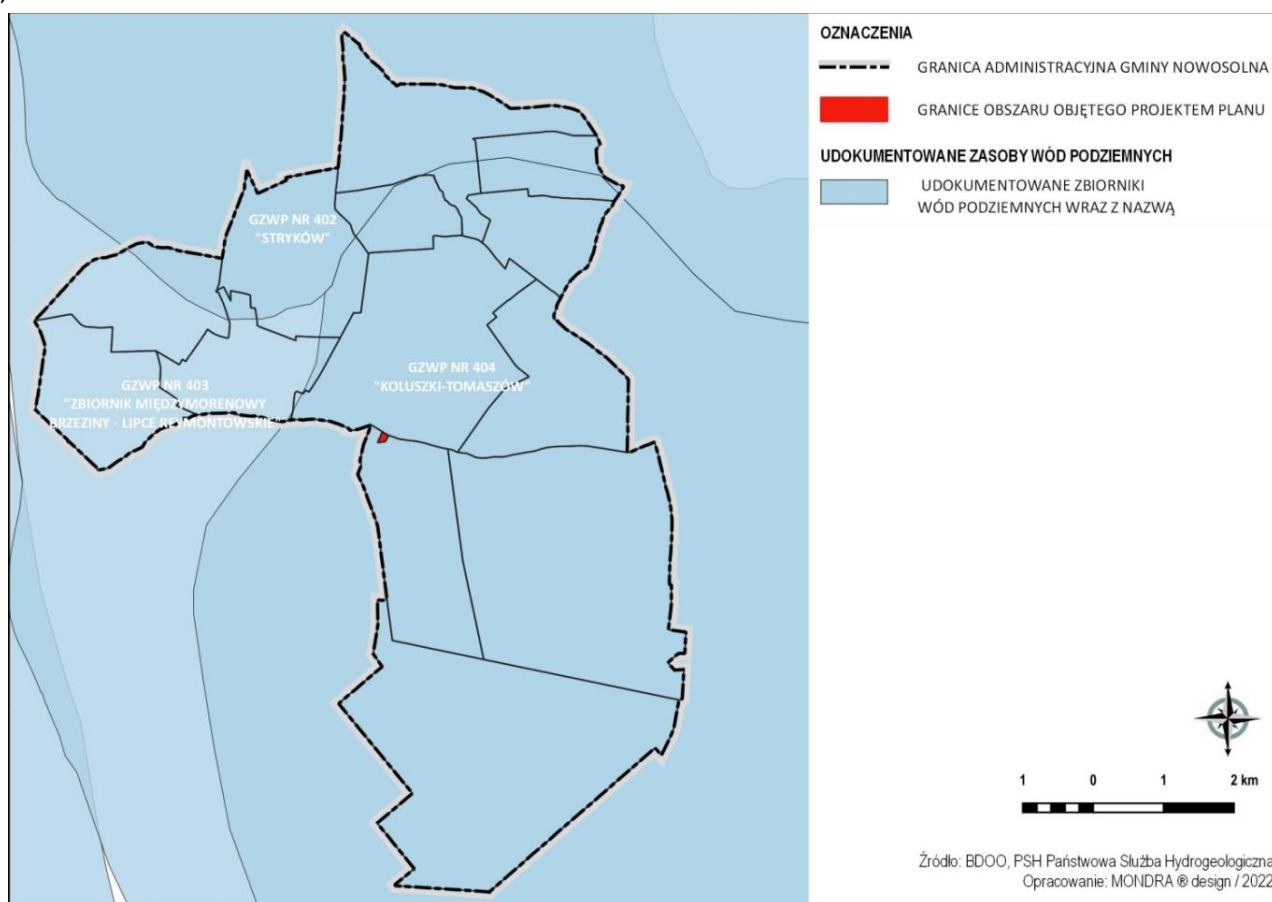 )
GZWP NR 402
"STRYKÓW"
GZWP NR 404
"KOLUSZKI-TOMASZÓW"
GZWP NR 403
"ZBIORNIK MIĘDZYMORENOWY
BRZEZINY - LIPCE REYMONTOWSKIE"
OZNACZENIA
GRANICA ADMINISTRACYJNA GMINY NOWOSOLNA
GRANICE OBSZARU OBJĘTEGO PROJEKTEM PLANU
UDOKUMENTOWANE ZASOBY WÓD PODZIEMNYCH
UDOKUMENTOWANE ZBIORNIKI
WÓD PODZIEMNYCH WRAZ Z NAZWĄ
1 0 1 2 km
Źródło: BDOO, PSH Państwowa Służba Hydrogeologiczna
Opracowanie: MONDRA ® design / 2022